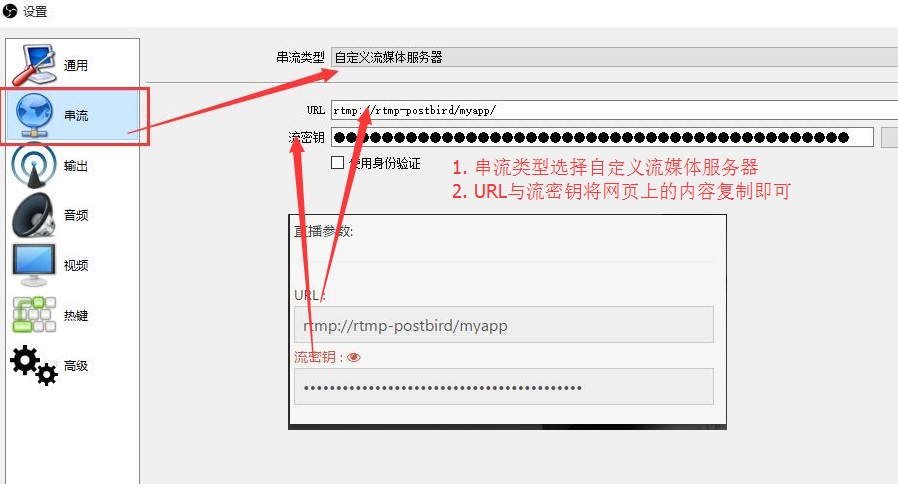 设置
通用
串流
输出
音频
视频
热键
高级
串流类型 自定义流媒体服务器
URL rtmp://rtmp-postbird/myapp/
流密钥 ●●●●●●●●●●●●●●●●●●●●●●●●●●●●●●●●●●●●●●●●●●●
使用身份验证
1. 串流类型选择自定义流媒体服务器
2. URL与流密钥将网页上的内容复制即可
直播参数:
URL :
rtmp://rtmp-postbird/myapp
流密钥 :
•••••••••••••••••••••••••••••••••••••••••••